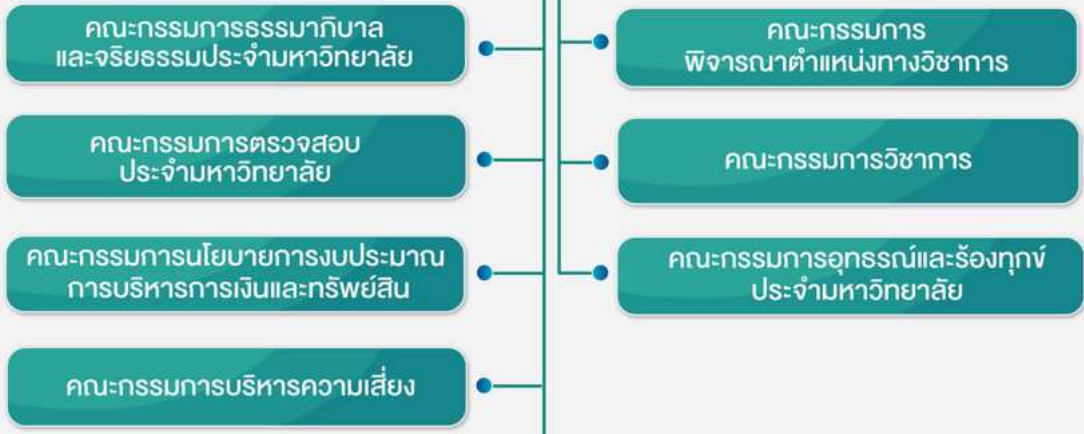 คณะกรรมการธรรมาภิบาล
และจริยธรรมประจำมหาวิทยาลัย
คณะกรรมการตรวจสอบ
ประจำมหาวิทยาลัย
คณะกรรมการนโยบายการงบประมาณ
การบริหารการเงินและทรัพย์สิน
คณะกรรมการบริหารความเสี่ยง
คณะกรรมการ
พิจารณาตำแหน่งทางวิชาการ
คณะกรรมการวิชาการ
คณะกรรมการอุทธรณ์และร้องทุกข์
ประจำมหาวิทยาลัย